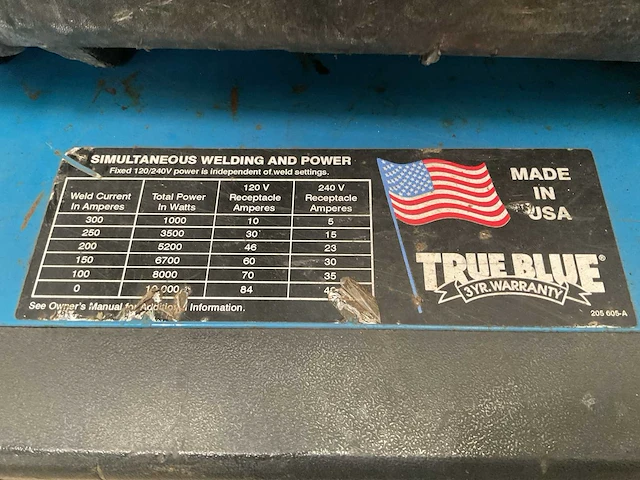 SIMULTANEOUS WELDING AND POWER
Fixed 120/240V power is independent of weld settings.
Weld Current In Amperes | Total Power In Watts | 120 V Receptacle Amperes | 240 V Receptacle Amperes
300 1000 10 5
250 3500 30 15
200 5200 46 23
150 6700 60 30
100 8000 70 35
0 84
See Owner's Manual for Additional Information.
MADE
IN
USA
TRUE BLUE®
3YR. WARRANTY
205 605-A